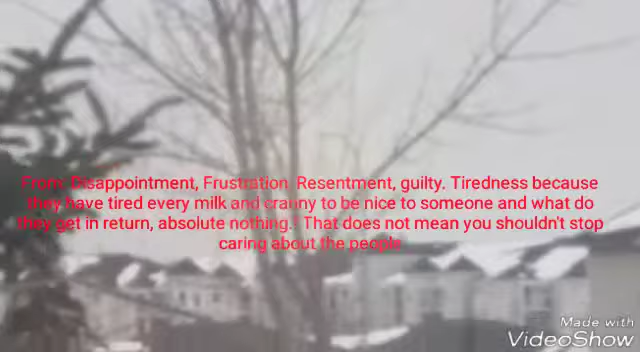 From: Disappointment, Frustration Resentment, guilty. Tiredness because
they have tired every milk and cranny to be nice to someone and what do
they get in return, absolute nothing.! That does not mean you shouldn't stop
caring about the people
Made with
VideoShow